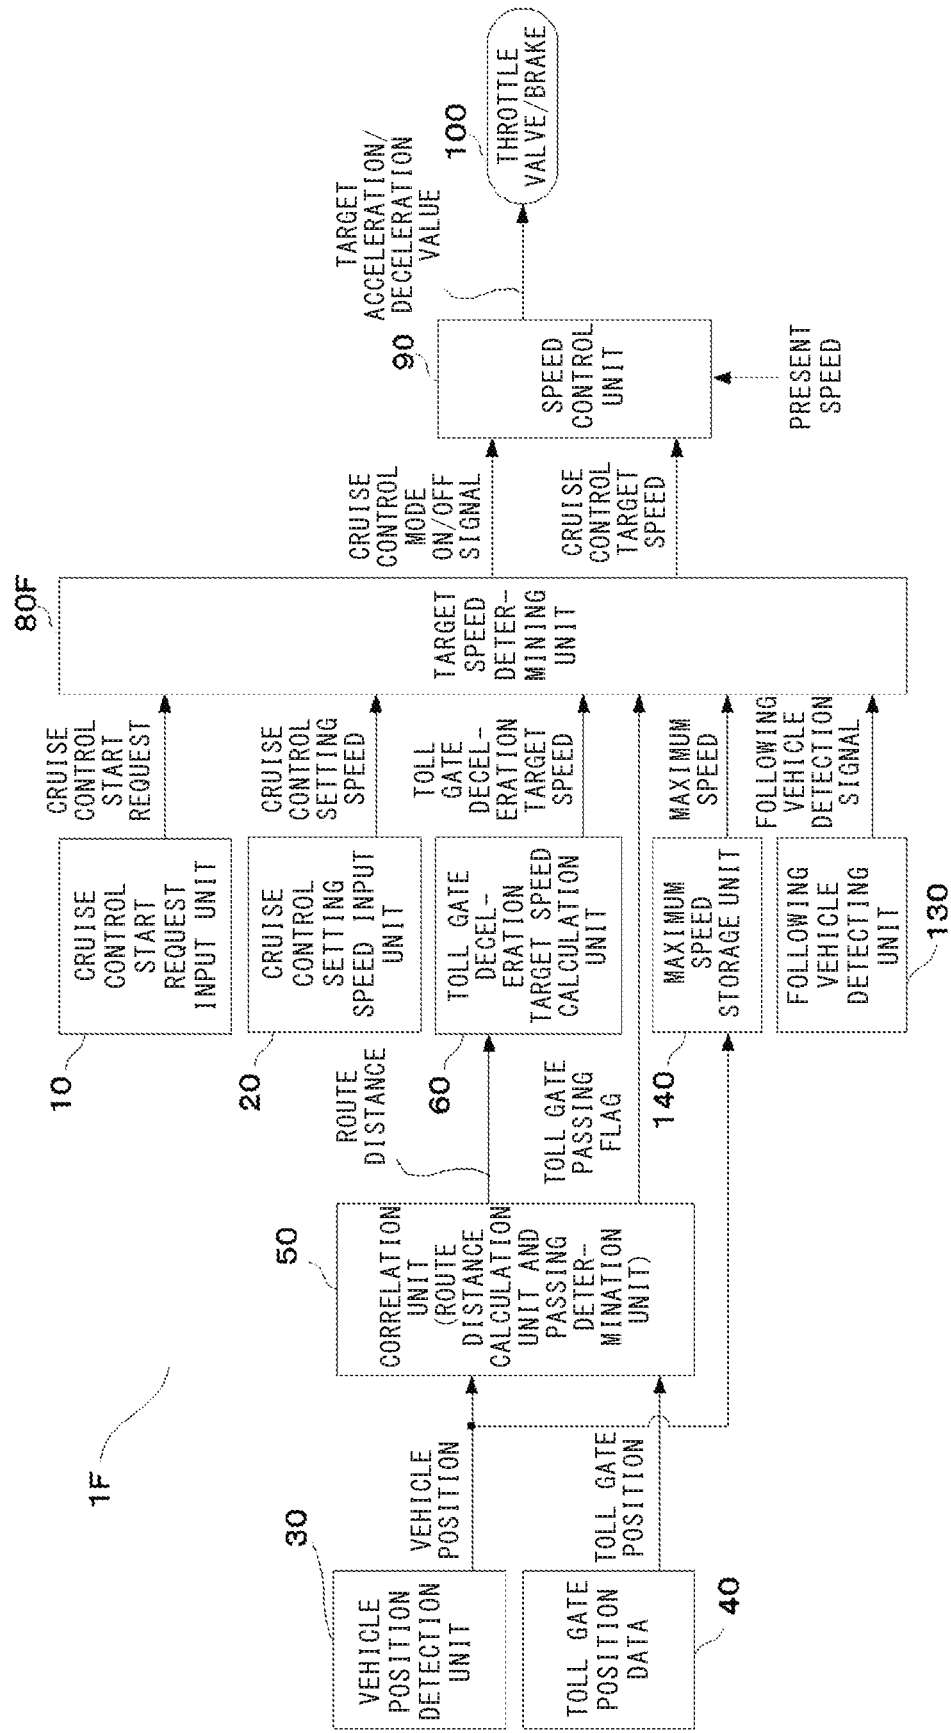 1F
30
VEHICLE
POSITION
DETECTION
UNIT
TOLL GATE
POSITION
DATA
40
VEHICLE
POSITION
TOLL GATE
POSITION
50
CORRELATION
UNIT
(ROUTE
DISTANCE
CALCULATION
UNIT AND
PASSING
DETER-
MINATION
UNIT)
ROUTE
DISTANCE
TOLL GATE
PASSING
FLAG
10
CRUISE
CONTROL
START
REQUEST
INPUT UNIT
20
CRUISE
CONTROL
SETTING
SPEED INPUT
UNIT
60
TOLL GATE
DECEL-
ERATION
TARGET SPEED
CALCULATION
UNIT
140
MAXIMUM
SPEED
STORAGE UNIT
FOLLOWING
VEHICLE
DETECTING
UNIT
130
CRUISE
CONTROL
START
REQUEST
CRUISE
CONTROL
SETTING
SPEED
TOLL
GATE
DECEL-
ERATION
TARGET
SPEED
MAXIMUM
SPEED
FOLLOWING
VEHICLE
DETECTION
SIGNAL
80F
TARGET
SPEED
DETER-
MINING
UNIT
CRUISE
CONTROL
MODE
ON/OFF
SIGNAL
CRUISE
CONTROL
TARGET
SPEED
90
SPEED
CONTROL
UNIT
PRESENT
SPEED
TARGET
ACCELERATION/
DECELERATION
VALUE
100
THROTTLE
VALVE/BRAKE